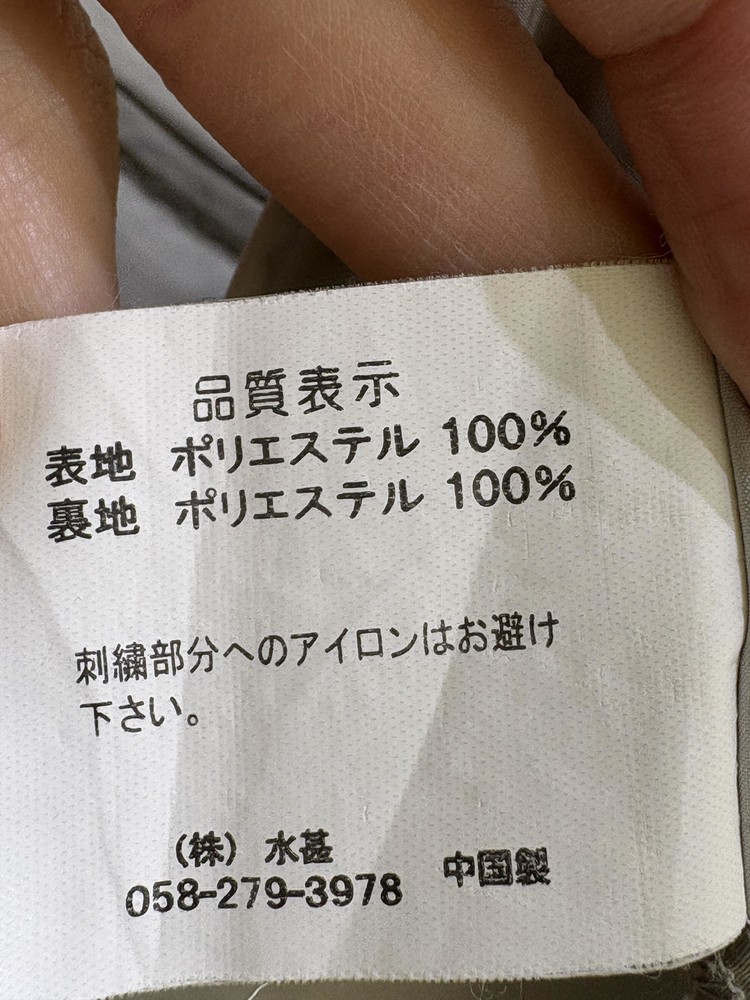 品質表示
表地 ポリエステル 100%
裏地 ポリエステル 100%
刺繍部分へのアイロンはお避け
下さい。
(株) 水甚
058-279-3978 中国製